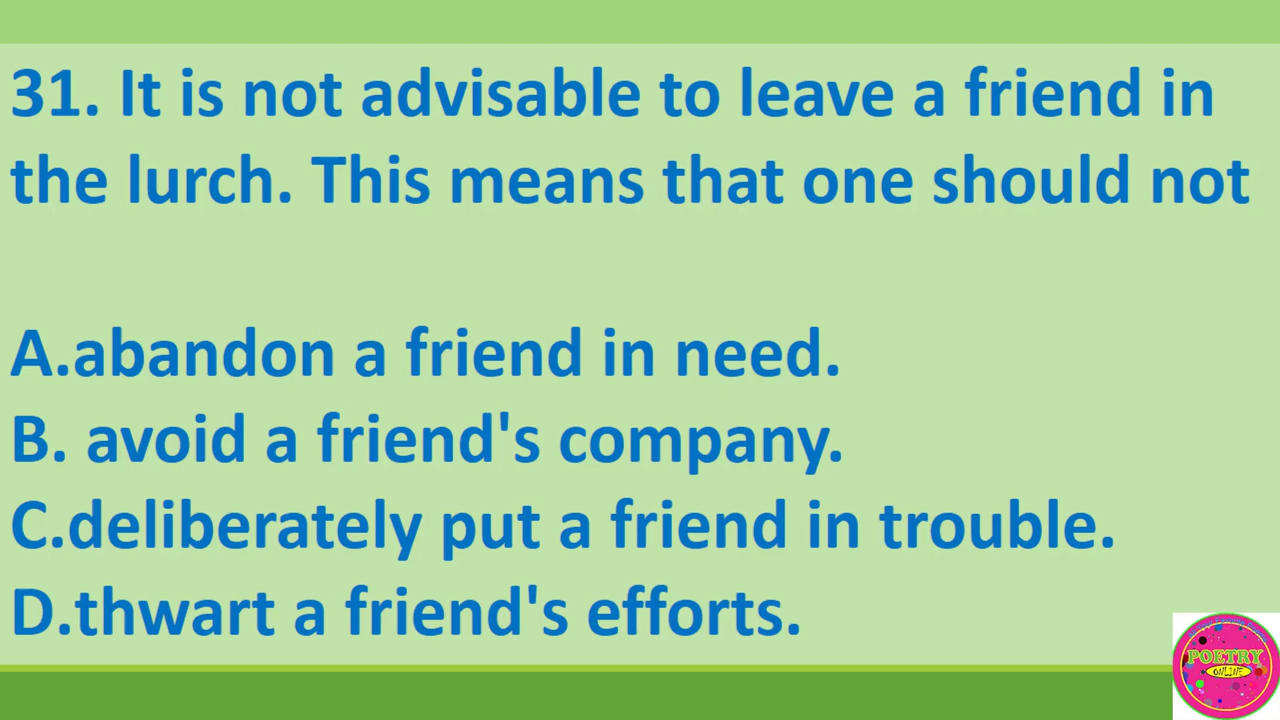 31. It is not advisable to leave a friend in
the lurch. This means that one should not
A.abandon a friend in need.
B. avoid a friend's company.
C.deliberately put a friend in trouble.
D.thwart a friend's efforts.
POETRY
ONLINE